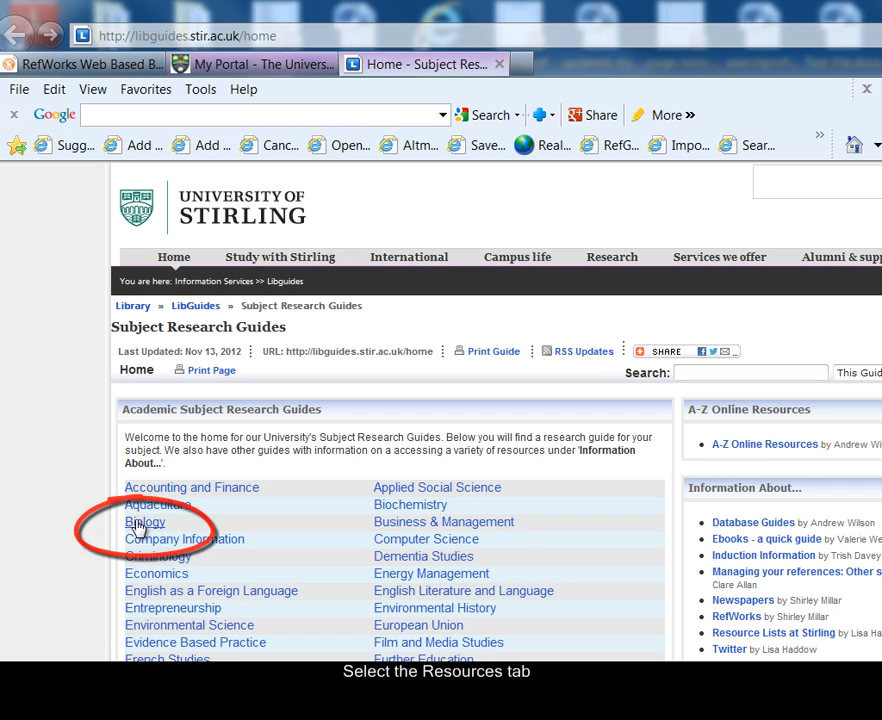 http://libguides.stir.ac.uk/home
RefWorks Web Based B... My Portal - The Univers... Home - Subject Res...
File Edit View Favorites Tools Help
Google Search Share More »
Sugg... Add ... Add ... Canc... Open... Altm... Save... Real... RefG... Impo... Sear... »
UNIVERSITY OF
STIRLING
Home Study with Stirling International Campus life Research Services we offer Alumni & supp
You are here: Information Services >> Libguides
Library » LibGuides » Subject Research Guides
Subject Research Guides
Last Updated: Nov 13, 2012 URL: http://libguides.stir.ac.uk/home Print Guide RSS Updates SHARE
Home Print Page Search: This Guid
Academic Subject Research Guides
Welcome to the home for our University's Subject Research Guides. Below you will find a research guide for your
subject. We also have other guides with information on a accessing a variety of resources under 'Information
About...'.
Accounting and Finance Applied Social Science
Aquaculture Biochemistry
Biology Business & Management
Company Information Computer Science
Criminology Dementia Studies
Economics Energy Management
English as a Foreign Language English Literature and Language
Entrepreneurship Environmental History
Environmental Science European Union
Evidence Based Practice Film and Media Studies
French Studies Further Education
A-Z Online Resources
A-Z Online Resources by Andrew Wi
Information About...
Database Guides by Andrew Wilson
Ebooks - a quick guide by Valerie We
Induction Information by Trish Davey
Managing your references: Other s
Clare Allan
Newspapers by Shirley Millar
RefWorks by Shirley Millar
Resource Lists at Stirling by Lisa Ha
Twitter by Lisa Haddow
Select the Resources tab